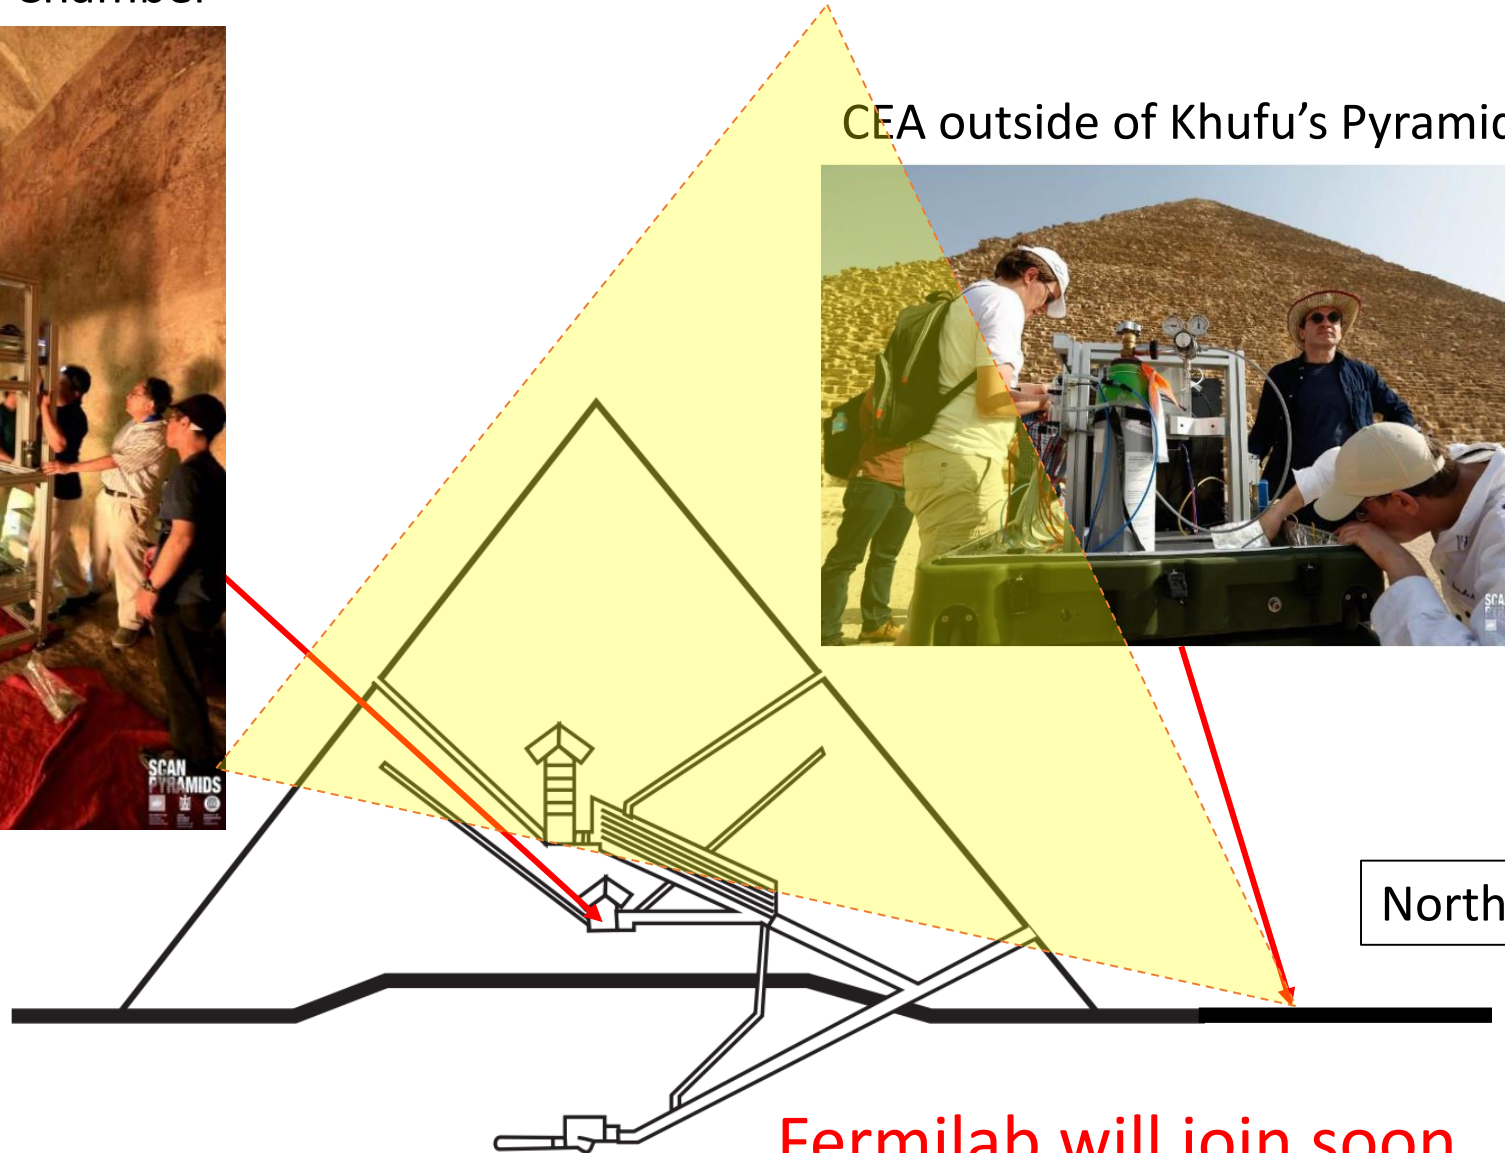 CEA outside of Khufu’s Pyramid
SCAN
PYRAMIDS
North
Fermilab will join soon